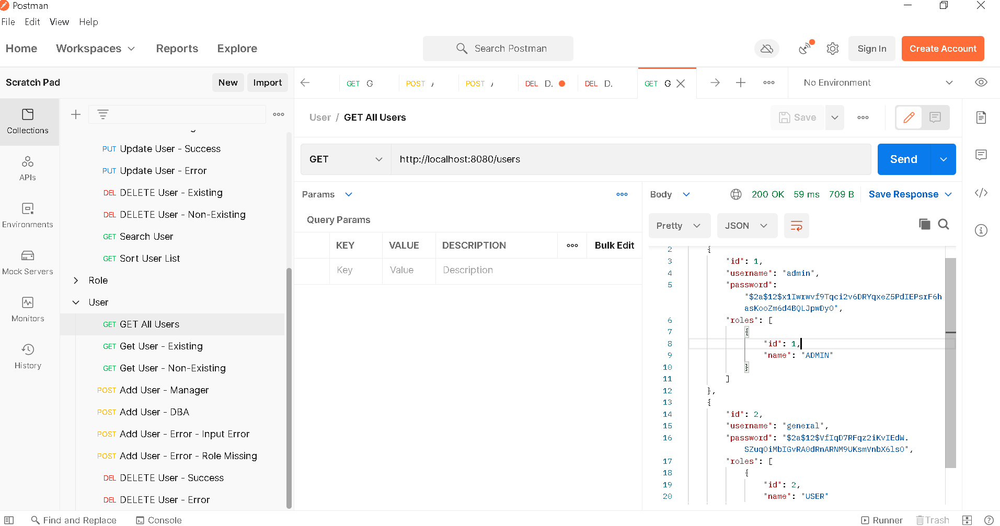 Postman
File Edit View Help
Home Workspaces Reports Explore
Search Postman
Sign In
Create Account
Scratch Pad
New Import
GET G
POST
POST
DEL D.
DEL D.
GET G
No Environment
Collections
APIs
Environments
Mock Servers
Monitors
History
PUT Update User - Success
PUT Update User - Error
DEL DELETE User - Existing
DEL DELETE User - Non-Existing
GET Search User
GET Sort User List
Role
User
GET GET All Users
GET Get User - Existing
GET Get User - Non-Existing
POST Add User - Manager
POST Add User - DBA
POST Add User - Error - Input Error
POST Add User - Error - Role Missing
DEL DELETE User - Success
DEL DELETE User - Error
User / GET All Users
Save
GET http://localhost:8080/users
Send
Params
Query Params
KEY VALUE DESCRIPTION Bulk Edit
Key Value Description
Body 200 OK 59 ms 709 B Save Response
Pretty JSON
2 {
3 "id": 1,
4 "username": "admin",
5 "password":
"$2a$12$x1Iwrwvf9Tqci2v6DRYqxeZ5PdIEPsrF6h
asKooZm6d4BQLJpwDyO",
6 "roles": [
7 {
8 "id": 1,
9 "name": "ADMIN"
10 }
11 ]
12 },
13 {
14 "id": 2,
15 "username": "general",
16 "password": "$2a$12$VfIqD7RFqz2iKvIEdW.
SZuqOiMbIGvRA0dRnARNM9UKsmVnbX6lsO",
17 "roles": [
18 {
19 "id": 2,
20 "name": "USER"
Find and Replace Console
Runner Trash